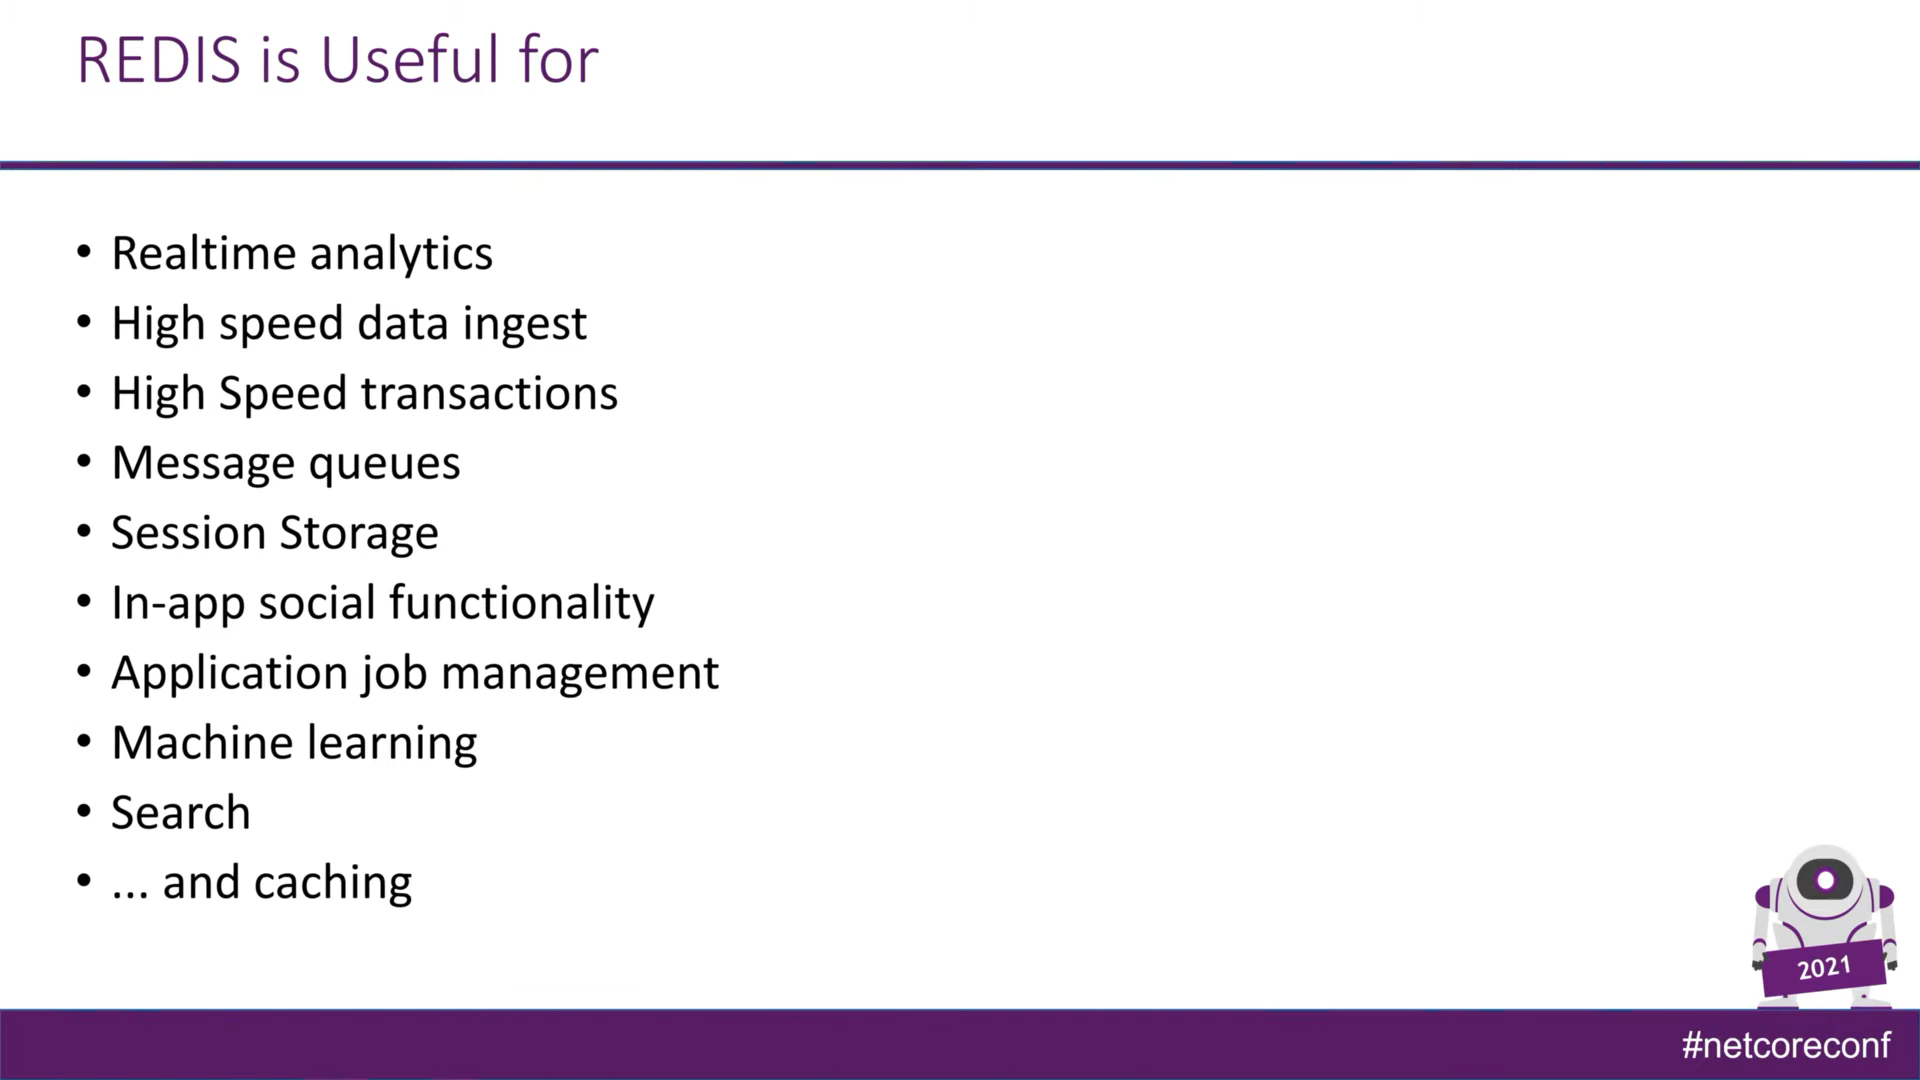 REDIS is Useful for
• Realtime analytics
• High speed data ingest
• High Speed transactions
• Message queues
• Session Storage
• In-app social functionality
• Application job management
• Machine learning
• Search
• ... and caching
2021
#netcoreconf